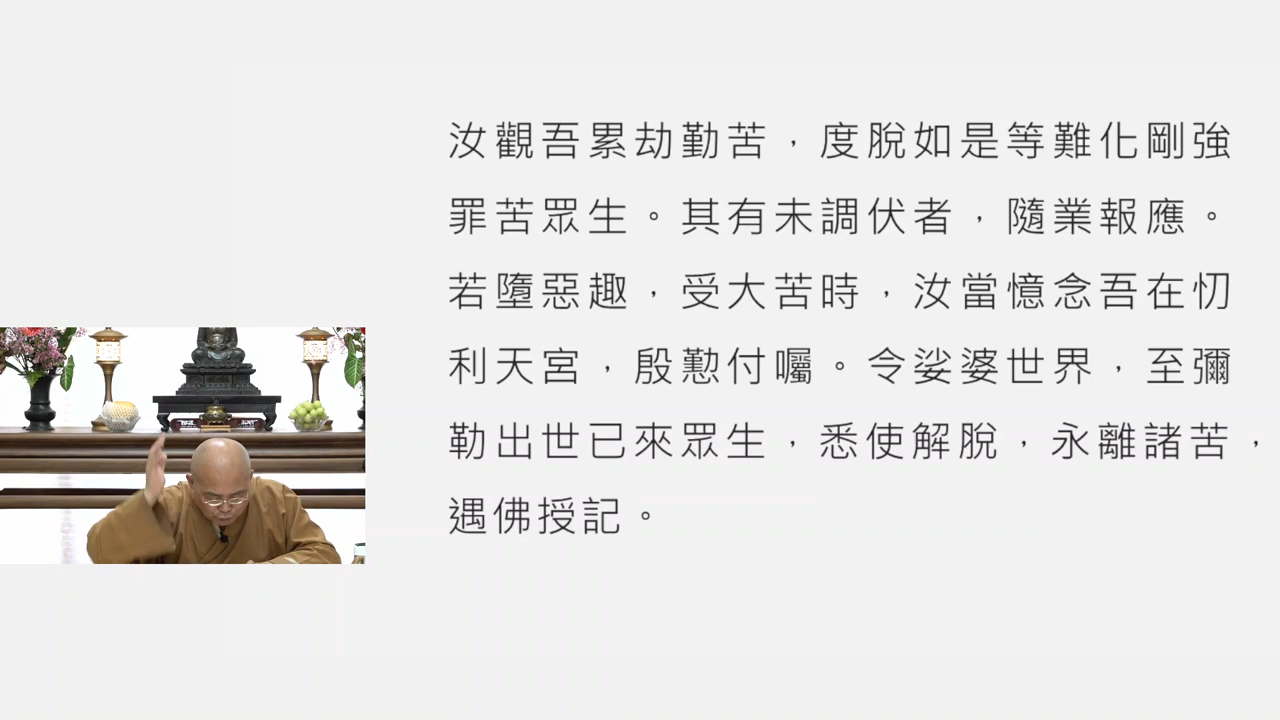 汝觀吾累劫勤苦，度脫如是等難化剛強
罪苦眾生。其有未調伏者，隨業報應。
若墮惡趣，受大苦時，汝當憶念吾在忉
利天宮，殷懃付囑。令娑婆世界，至彌
勒出世已來眾生，悉使解脫，永離諸苦，
遇佛授記。